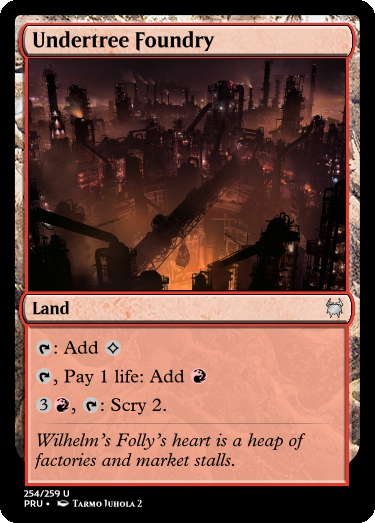 Undertree Foundry
Land
: Add
, Pay 1 life: Add
3 , : Scry 2.
Wilhelm's Folly's heart is a heap of
factories and market stalls.
254/259 U
PRU • Tarmo Juhola 2